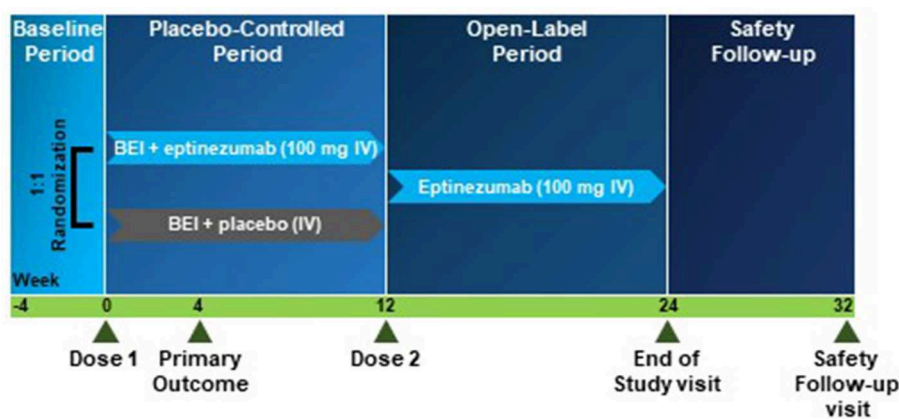 Baseline Period
Placebo-Controlled Period
Open-Label Period
Safety Follow-up
1:1 Randomization
BEI + eptinezumab (100 mg IV)
Eptinezumab (100 mg IV)
BEI + placebo (IV)
Week
-4 0 4 12 24 32
Dose 1
Primary Outcome
Dose 2
End of Study visit
Safety Follow-up visit